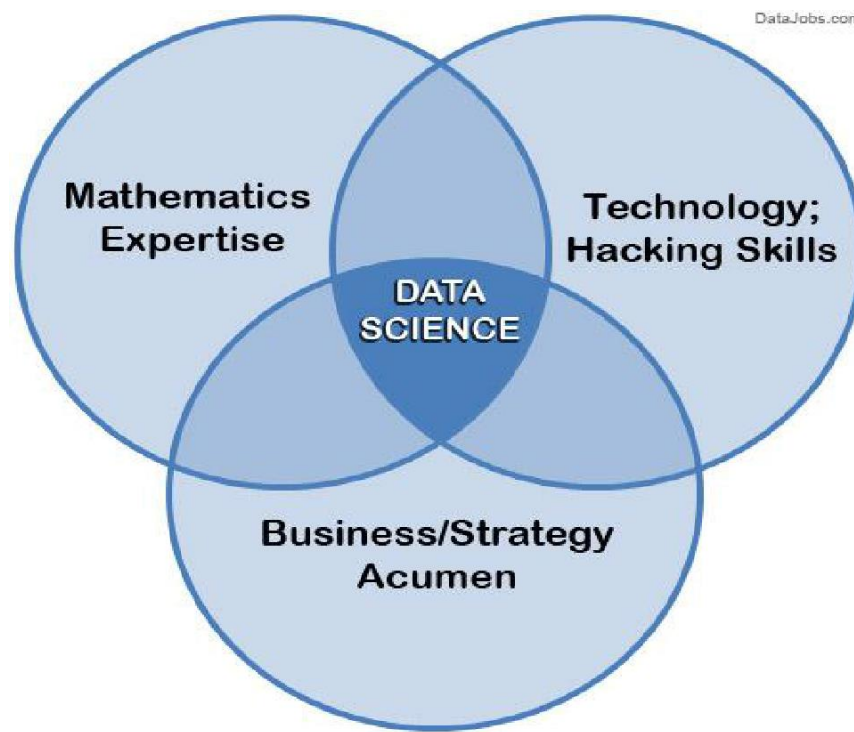 DataJobs.com
Mathematics
Expertise
Technology;
Hacking Skills
DATA
SCIENCE
Business/Strategy
Acumen